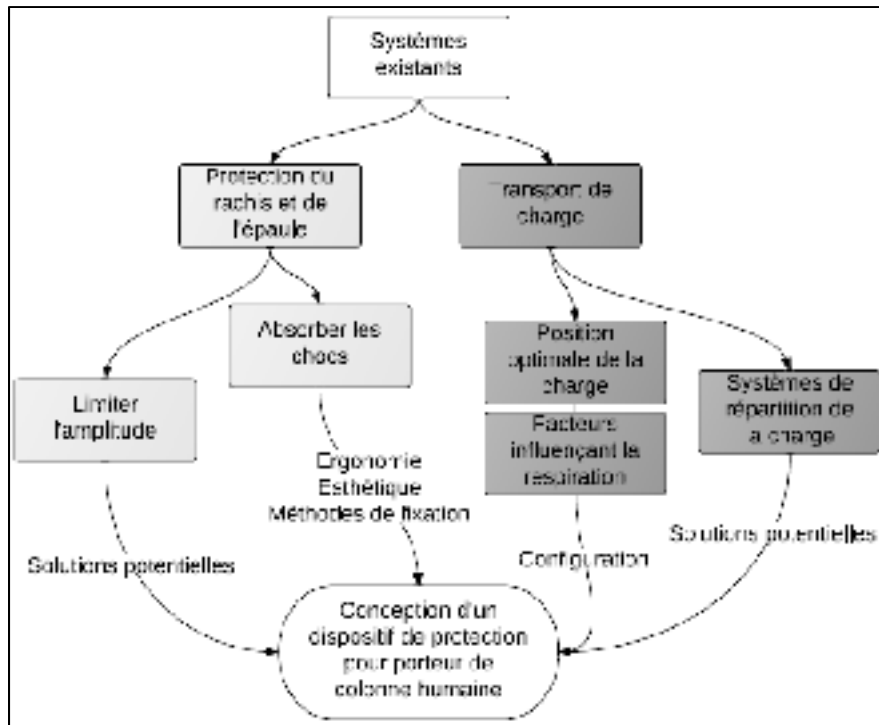 Systèmes
existants
Protection du
rachis et de
l'épaule
Transport de
charge
Absorber les
chocs
Position
optimale de la
charge
Limiter
l'amplitude
Systèmes de
répartition de
a charge
Facteurs
influençant la
respiration
Ergonomie
Esthétique
Méthodes de fixation
Solutions potentielles
Configuration
Solutions potentielles
Conception d'un
dispositif de protection
pour porteur de
colonne humaine